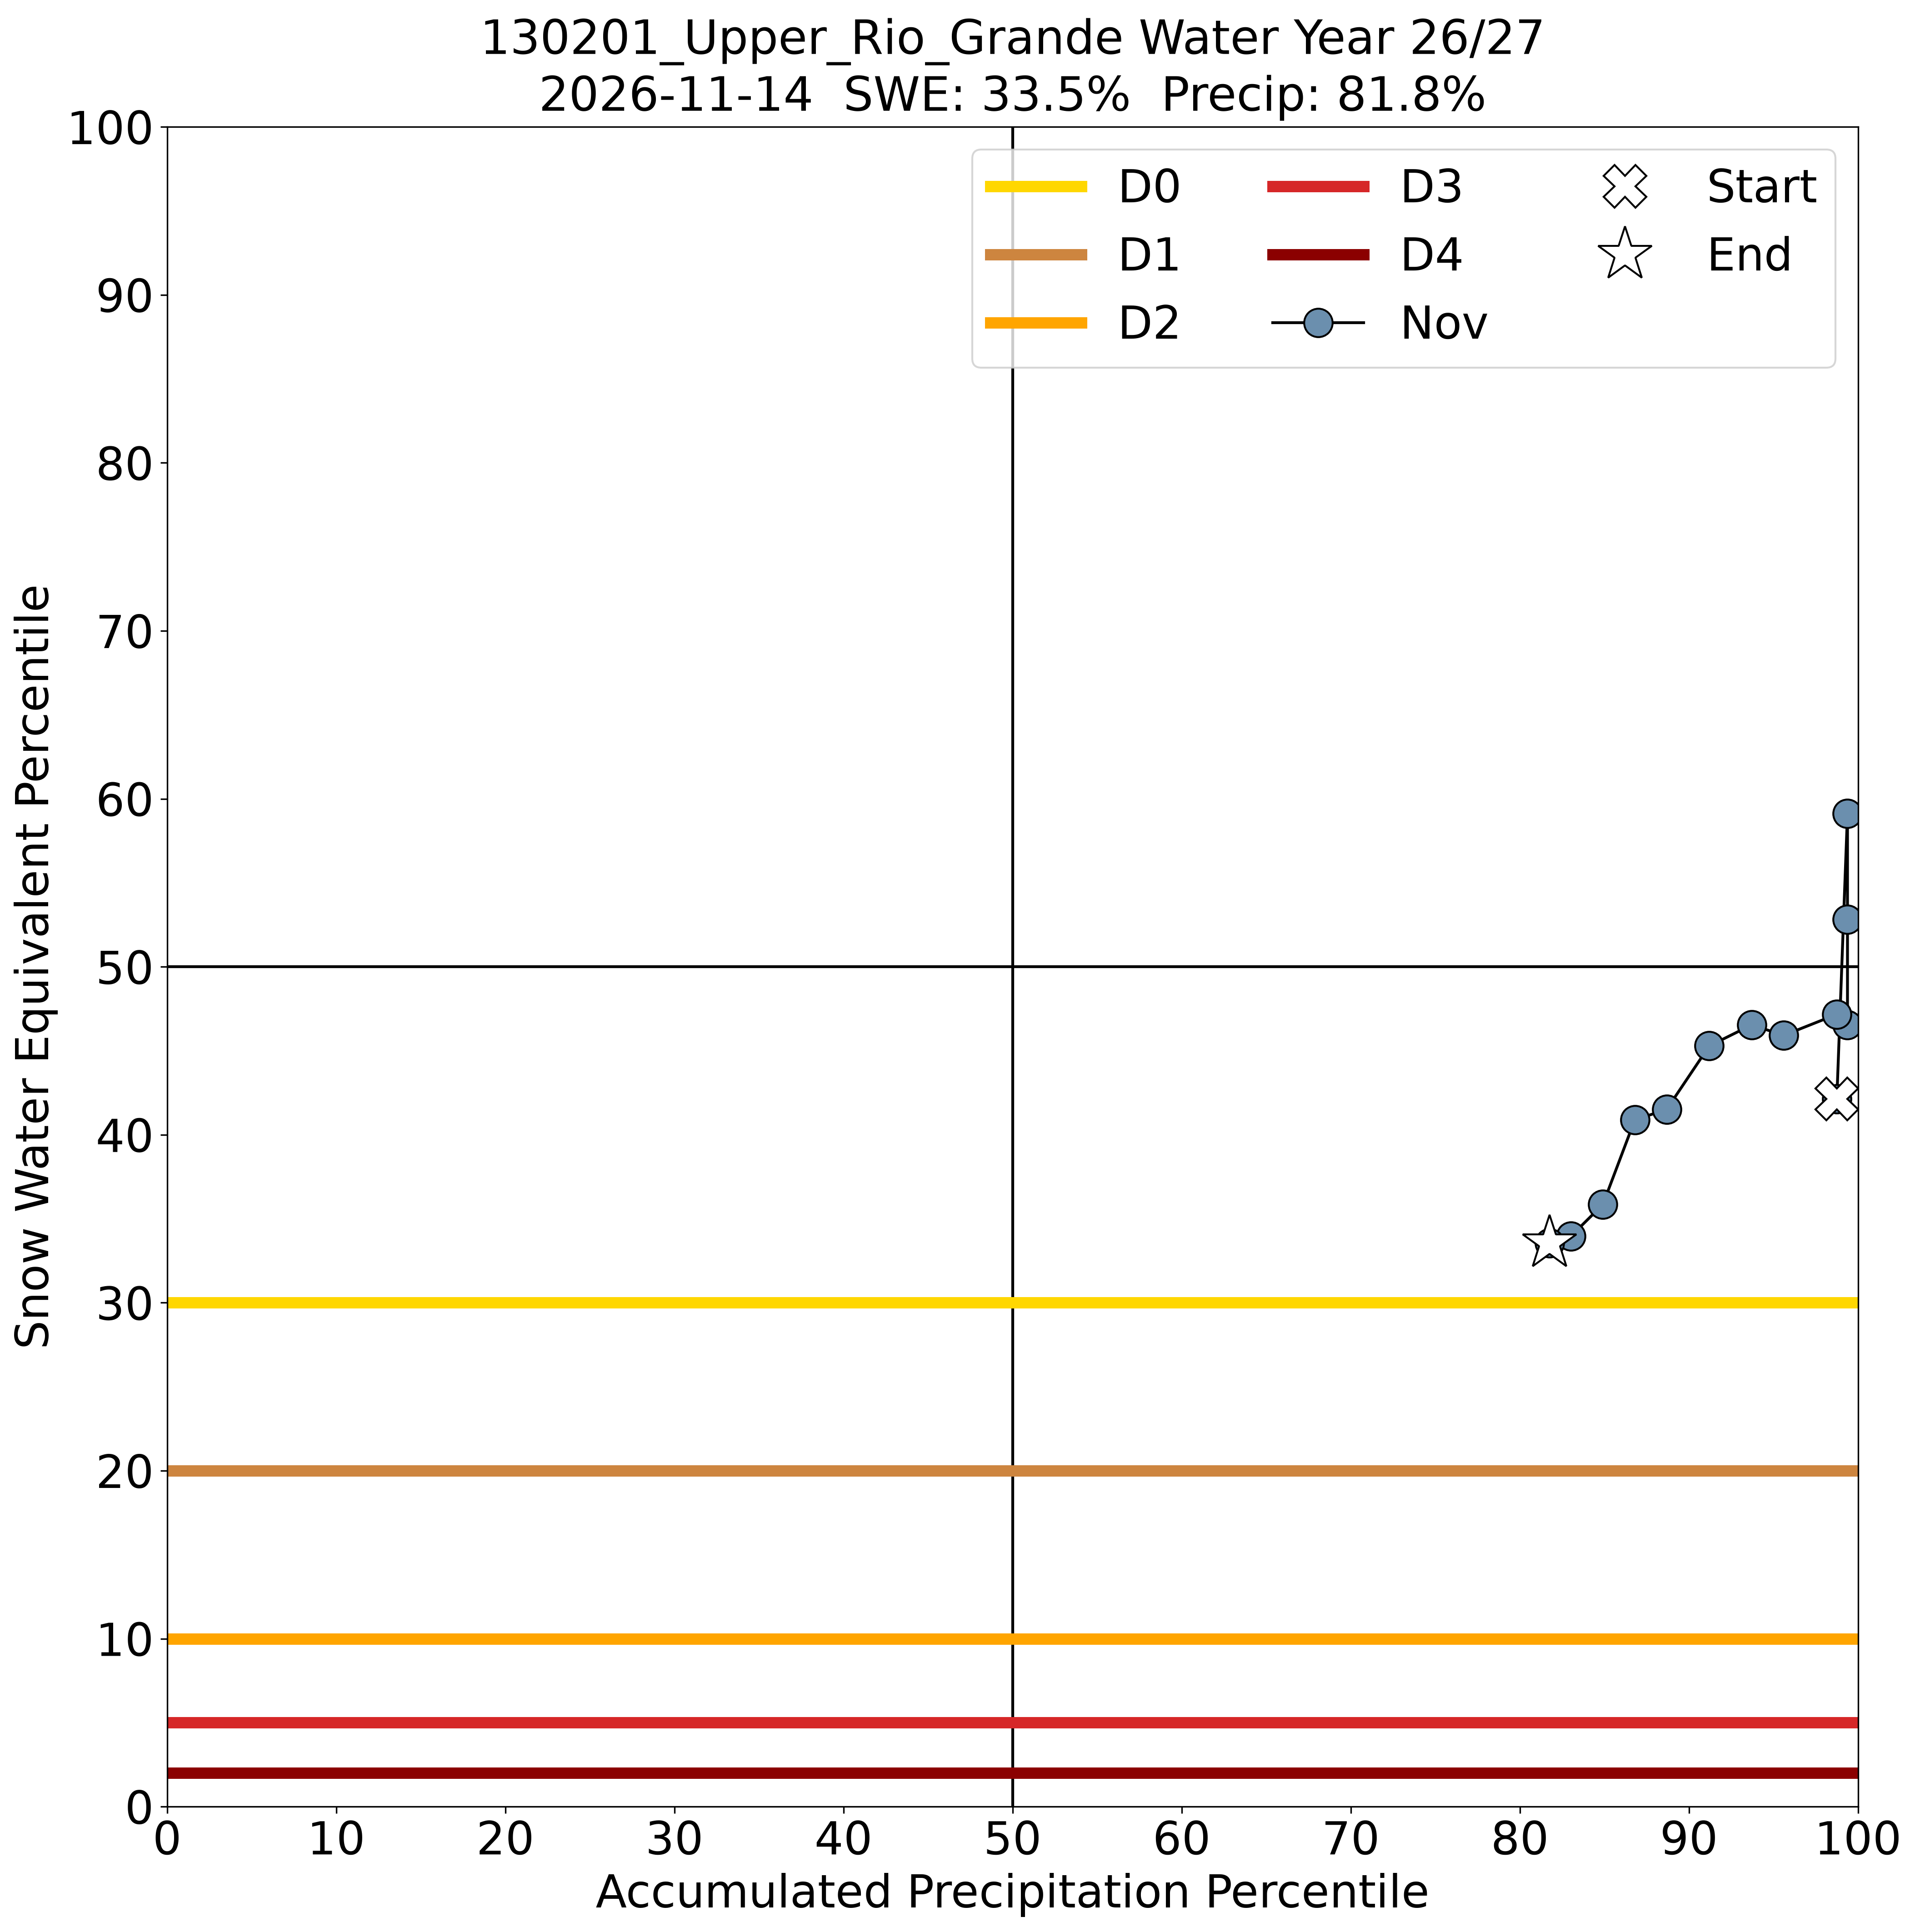 130201_Upper_Rio_Grande Water Year 26/27
2026-11-14  SWE: 33.5%  Precip: 81.8%
D0
D1
D2
D3
D4
Nov
Start
End
Snow Water Equivalent Percentile
100
90
80
70
60
50
40
30
20
10
0
0 10 20 30 40 50 60 70 80 90 100
Accumulated Precipitation Percentile